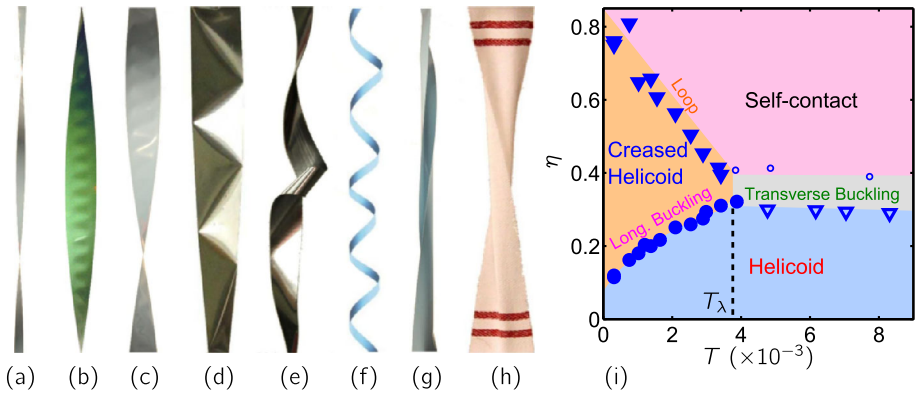 0.8
0.6
0.4
0.2
0
η
Loop
Self-contact
Creased
Helicoid
Long. Buckling
Transverse Buckling
Helicoid
T_λ
0 2 4 6 8
T (×10⁻³)
(a) (b) (c) (d) (e) (f) (g) (h) (i)